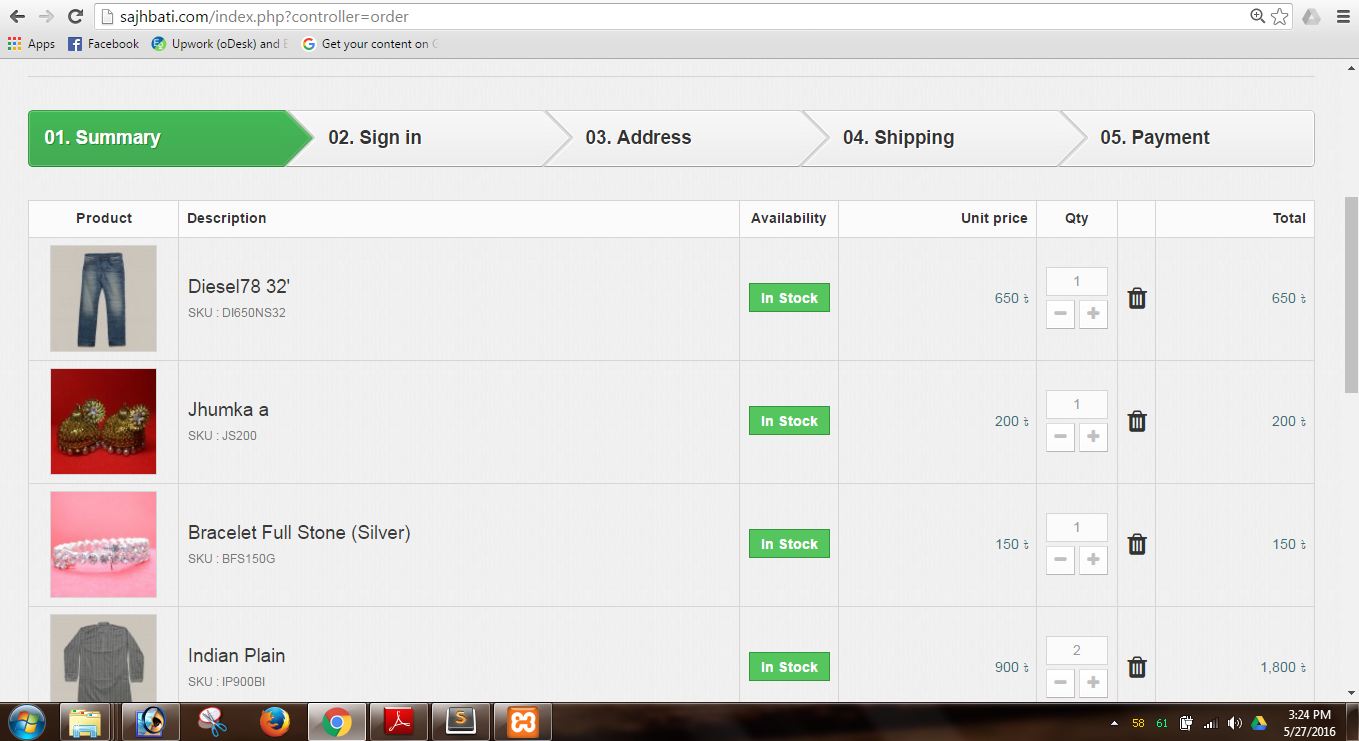 sajhbati.com/index.php?controller=order
Apps Facebook Upwork (oDesk) and Get your content on
01. Summary 02. Sign in 03. Address 04. Shipping 05. Payment
Product Description Availability Unit price Qty Total
Diesel78 32'
SKU : DI650NS32
In Stock
650 ৳
1
650 ৳
Jhumka a
SKU : JS200
In Stock
200 ৳
1
200 ৳
Bracelet Full Stone (Silver)
SKU : BFS150G
In Stock
150 ৳
1
150 ৳
Indian Plain
SKU : IP900BI
In Stock
900 ৳
2
1,800 ৳
58 61
3:24 PM
5/27/2016